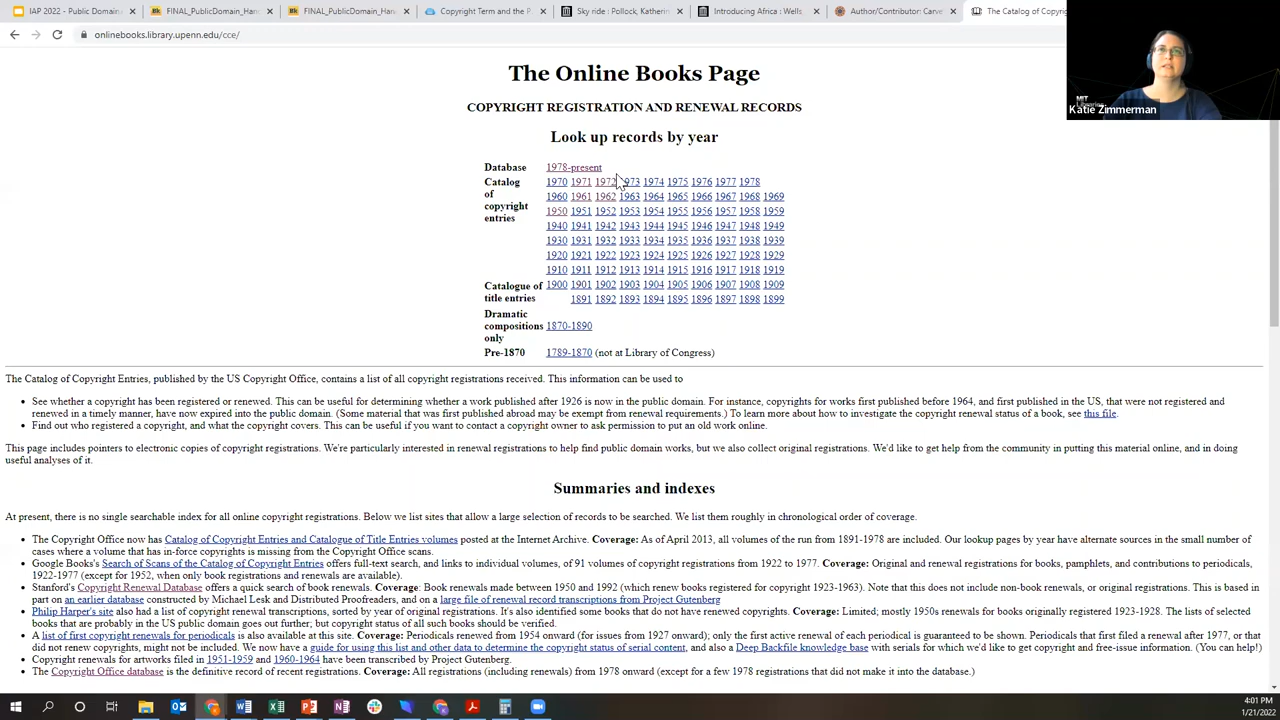 IAP 2022 - Public Domain
FINAL_PublicDomain_Han
FINAL_PublicDomain_Han
Copyright Term and the P
Sky ride : Pollock, Katherin
Introducing Africa : Wells
Author/Contributor: Carve
The Catalog of Copyrig
onlinebooks.library.upenn.edu/cce/
MIT
Libraries
Katie Zimmerman
The Online Books Page
COPYRIGHT REGISTRATION AND RENEWAL RECORDS
Look up records by year
Database 1978-present
Catalog of copyright entries 1970 1971 1972 1973 1974 1975 1976 1977 1978
1960 1961 1962 1963 1964 1965 1966 1967 1968 1969
1950 1951 1952 1953 1954 1955 1956 1957 1958 1959
1940 1941 1942 1943 1944 1945 1946 1947 1948 1949
1930 1931 1932 1933 1934 1935 1936 1937 1938 1939
1920 1921 1922 1923 1924 1925 1926 1927 1928 1929
1910 1911 1912 1913 1914 1915 1916 1917 1918 1919
Catalogue of title entries 1900 1901 1902 1903 1904 1905 1906 1907 1908 1909
1891 1892 1893 1894 1895 1896 1897 1898 1899
Dramatic compositions only 1870-1890
Pre-1870 1789-1870 (not at Library of Congress)
The Catalog of Copyright Entries, published by the US Copyright Office, contains a list of all copyright registrations received. This information can be used to
See whether a copyright has been registered or renewed. This can be useful for determining whether a work published after 1926 is now in the public domain. For instance, copyrights for works first published before 1964, and first published in the US, that were not registered and
renewed in a timely manner, have now expired into the public domain. (Some material that was first published abroad may be exempt from renewal requirements.) To learn more about how to investigate the copyright renewal status of a book, see this file.
Find out who registered a copyright, and what the copyright covers. This can be useful if you want to contact a copyright owner to ask permission to put an old work online.
This page includes pointers to electronic copies of copyright registrations. We're particularly interested in renewal registrations to help find public domain works, but we also collect original registrations. We'd like to get help from the community in putting this material online, and in doing
useful analyses of it.
Summaries and indexes
At present, there is no single searchable index for all online copyright registrations. Below we list sites that allow a large selection of records to be searched. We list them roughly in chronological order of coverage.
The Copyright Office now has Catalog of Copyright Entries and Catalogue of Title Entries volumes posted at the Internet Archive. Coverage: As of April 2013, all volumes of the run from 1891-1978 are included. Our lookup pages by year have alternate sources in the small number of
cases where a volume that has in-force copyrights is missing from the Copyright Office scans.
Google Books's Search of Scans of the Catalog of Copyright Entries offers full-text search, and links to individual volumes, of 91 volumes of copyright registrations from 1922 to 1977. Coverage: Original and renewal registrations for books, pamphlets, and contributions to periodicals,
1922-1977 (except for 1952, when only book registrations and renewals are available).
Stanford's Copyright Renewal Database offers a quick search of book renewals. Coverage: Book renewals made between 1950 and 1992 (which renew books registered for copyright 1923-1963). Note that this does not include non-book renewals, or original registrations. This is based in
part on an earlier database constructed by Michael Lesk and Distributed Proofreaders, and on a large file of renewal record transcriptions from Project Gutenberg
Philip Harper's site also had a list of copyright renewal transcriptions, sorted by year of original registrations. It's also identified some books that do not have renewed copyrights. Coverage: Limited; mostly 1950s renewals for books originally registered 1923-1928. The lists of selected
books that are probably in the US public domain goes out further; but copyright status of all such books should be verified.
A list of first copyright renewals for periodicals is also available at this site. Coverage: Periodicals renewed from 1954 onward (for issues from 1927 onward); only the first active renewal of each periodical is guaranteed to be shown. Periodicals that first filed a renewal after 1977, or that
did not renew copyrights, might not be included. We now have a guide for using this list and other data to determine the copyright status of serial content, and also a Deep Backfile knowledge base with serials for which we'd like to get copyright and free-issue information. (You can help!)
Copyright renewals for artworks filed in 1951-1959 and 1960-1964 have been transcribed by Project Gutenberg.
The Copyright Office database is the definitive record of recent registrations. Coverage: All registrations (including renewals) from 1978 onward (except for a few 1978 registrations that did not make it into the database.)
4:01 PM
1/21/2022